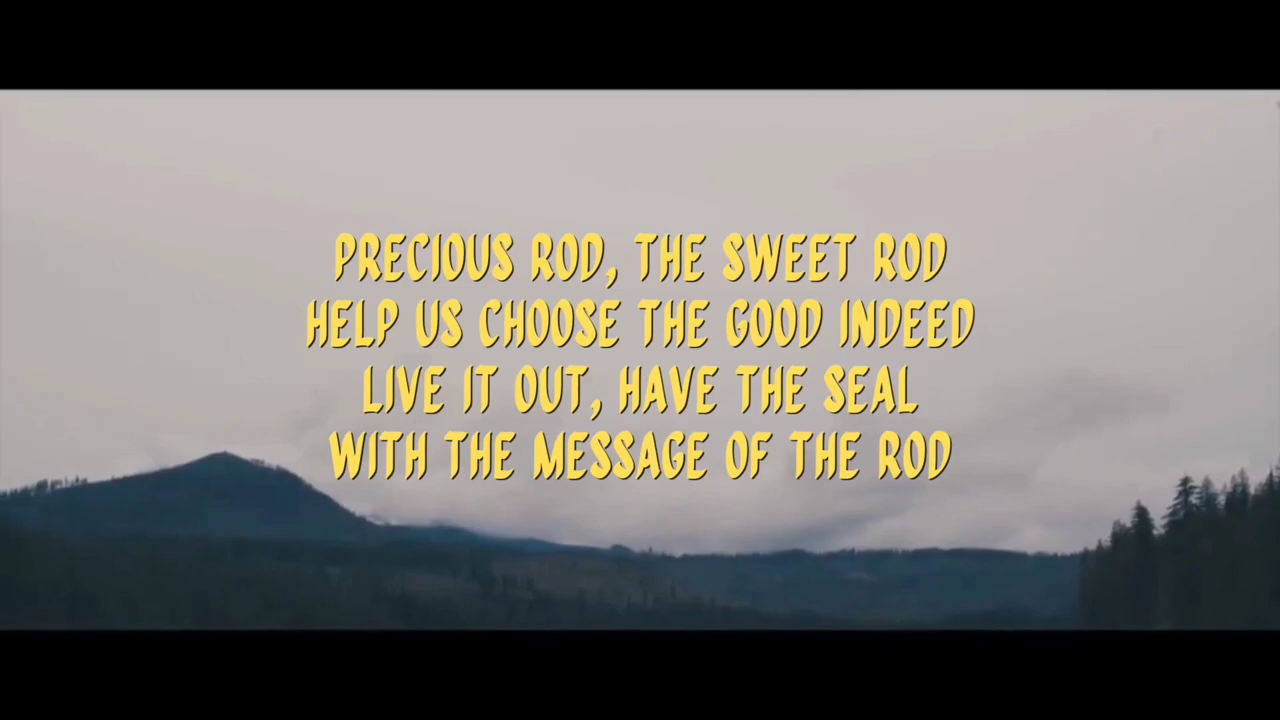 PRECIOUS ROD, THE SWEET ROD
HELP US CHOOSE THE GOOD INDEED
LIVE IT OUT, HAVE THE SEAL
WITH THE MESSAGE OF THE ROD